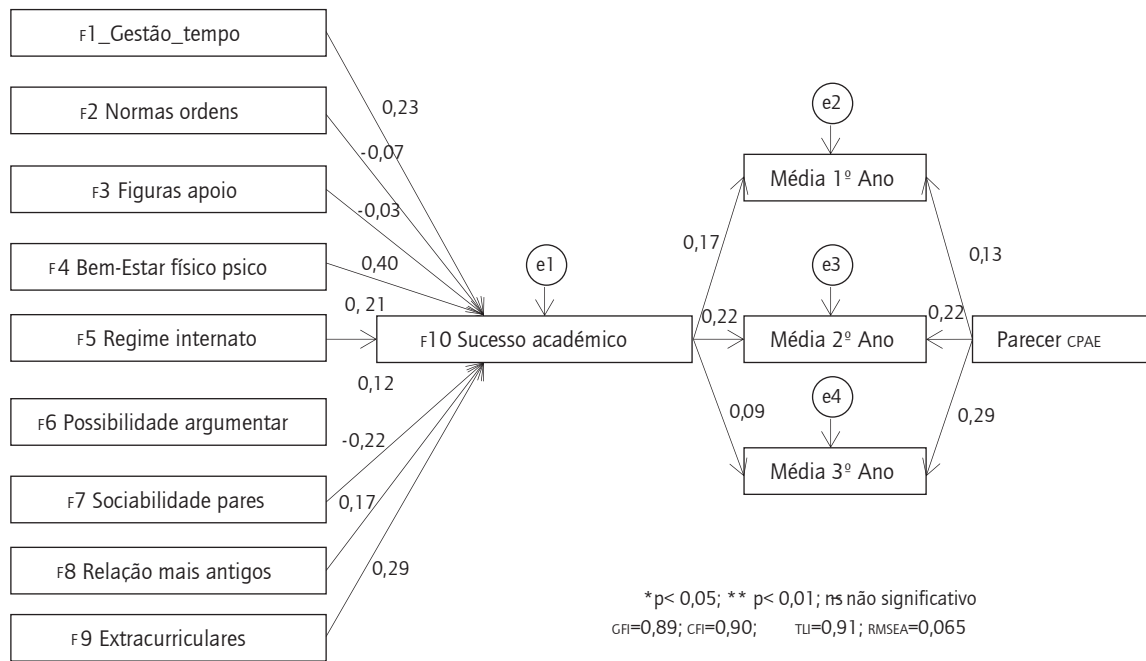 F1_Gestão_tempo
F2 Normas ordens
F3 Figuras apoio
F4 Bem-Estar físico psico
F5 Regime internato
F6 Possibilidade argumentar
F7 Sociabilidade pares
F8 Relação mais antigos
F9 Extracurriculares
0,23
-0,07
-0,03
0,40
0, 21
0,12
-0,22
0,17
0,29
e1
F10 Sucesso académico
0,17
0,22
0,09
e2
Média 1º Ano
e3
Média 2º Ano
e4
Média 3º Ano
0,13
0,22
0,29
Parecer CPAE
*p< 0,05; ** p< 0,01; ns não significativo
GFI=0,89; CFI=0,90; TLI=0,91; RMSEA=0,065